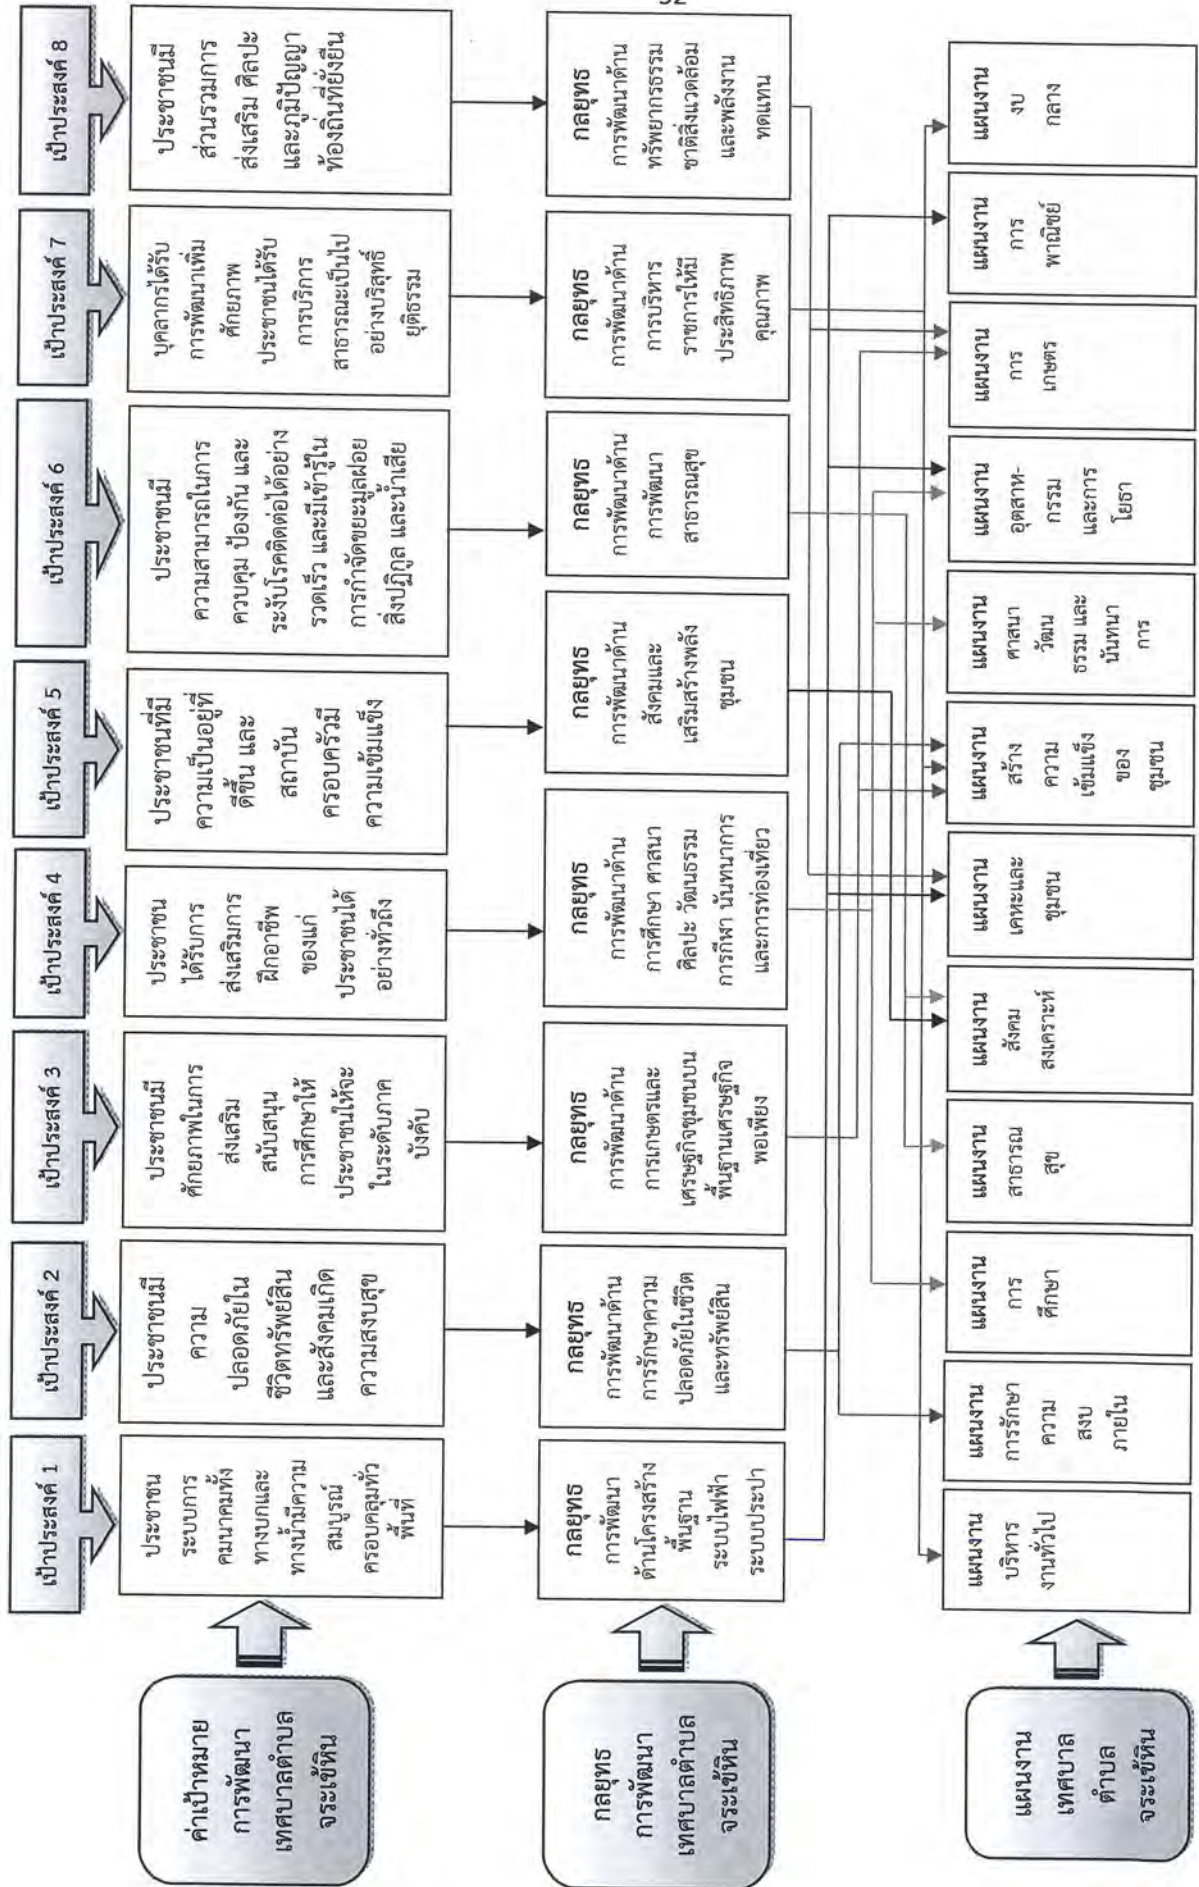 32
เป้าประสงค์ 1
เป้าประสงค์ 2
เป้าประสงค์ 3
เป้าประสงค์ 4
เป้าประสงค์ 5
เป้าประสงค์ 6
เป้าประสงค์ 7
เป้าประสงค์ 8
ค่าเป้าหมาย
การพัฒนา
เทศบาลตำบล
จระเข้หิน
ประชาชน
ระบบการ
คมนาคมทั้ง
ทางบกและ
ทางน้ำมีความ
สมบูรณ์
ครอบคลุมทั่ว
พื้นที่
ประชาชนมี
ความ
ปลอดภัยใน
ชีวิตทรัพย์สิน
และสังคมเกิด
ความสงบสุข
ประชาชนมี
ศักยภาพในการ
ส่งเสริม
สนับสนุน
การศึกษาให้
ประชาชนให้จะ
ในระดับภาค
บังคับ
ประชาชน
ได้รับการ
ส่งเสริมการ
ฝึกอาชีพ
ของแก่
ประชาชนได้
อย่างทั่วถึง
ประชาชนที่มี
ความเป็นอยู่ที่
ดีขึ้น และ
สถาบัน
ครอบครัวมี
ความเข้มแข็ง
ประชาชนมี
ความสามารถในการ
ควบคุม ป้องกัน และ
ระงับโรคติดต่อได้อย่าง
รวดเร็ว และมีเข้ารู้ใน
การกำจัดขยะมูลฝอย
สิ่งปฏิกูล และน้ำเสีย
บุคลากรได้รับ
การพัฒนาเพิ่ม
ศักยภาพ
ประชาชนได้รับ
การบริการ
สาธารณะเป็นไป
อย่างบริสุทธิ์
ยุติธรรม
ประชาชนมี
ส่วนรวมการ
ส่งเสริม ศิลปะ
และภูมิปัญญา
ท้องถิ่นที่ยั่งยืน
กลยุทธ
การพัฒนา
เทศบาลตำบล
จระเข้หิน
กลยุทธ
การพัฒนา
ด้านโครงสร้าง
พื้นฐาน
ระบบไฟฟ้า
ระบบประปา
กลยุทธ
การพัฒนาด้าน
การรักษาความ
ปลอดภัยในชีวิต
และทรัพย์สิน
กลยุทธ
การพัฒนาด้าน
การเกษตรและ
เศรษฐกิจชุมชนบน
พื้นฐานเศรษฐกิจ
พอเพียง
กลยุทธ
การพัฒนาด้าน
การศึกษา ศาสนา
ศิลปะ วัฒนธรรม
การกีฬา นันทนาการ
และการท่องเที่ยว
กลยุทธ
การพัฒนาด้าน
สังคมและ
เสริมสร้างพลัง
ชุมชน
กลยุทธ
การพัฒนาด้าน
การพัฒนา
สาธารณสุข
กลยุทธ
การพัฒนาด้าน
การบริหาร
ราชการให้มี
ประสิทธิภาพ
คุณภาพ
กลยุทธ
การพัฒนาด้าน
ทรัพยากรธรรม
ชาติสิ่งแวดล้อม
และพลังงาน
ทดแทน
แผนงาน
เทศบาล
ตำบล
จระเข้หิน
แผนงาน
บริหาร
งานทั่วไป
แผนงาน
การรักษา
ความ
สงบ
ภายใน
แผนงาน
การ
ศึกษา
แผนงาน
สาธารณ
สุข
แผนงาน
สังคม
สงเคราะห์
แผนงาน
เคหะและ
ชุมชน
แผนงาน
สร้าง
ความ
เข้มแข็ง
ของ
ชุมชน
แผนงาน
ศาสนา
วัฒน
ธรรม และ
นันทนา
การ
แผนงาน
อุตสาห-
กรรม
และการ
โยธา
แผนงาน
การ
เกษตร
แผนงาน
การ
พาณิชย์
แผนงาน
งบ
กลาง